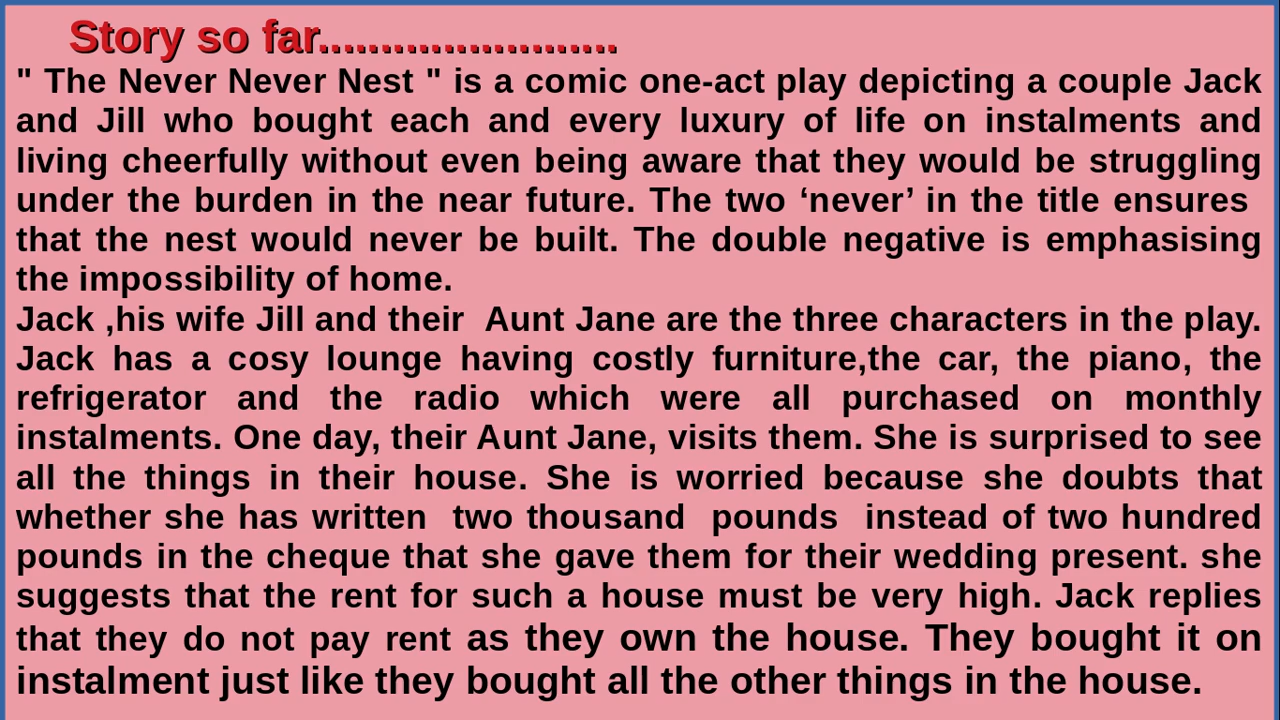 Story so far........................
" The Never Never Nest " is a comic one-act play depicting a couple Jack
and Jill who bought each and every luxury of life on instalments and
living cheerfully without even being aware that they would be struggling
under the burden in the near future. The two ‘never’ in the title ensures
that the nest would never be built. The double negative is emphasising
the impossibility of home.
Jack ,his wife Jill and their  Aunt Jane are the three characters in the play.
Jack has a cosy lounge having costly furniture,the car, the piano, the
refrigerator and the radio which were all purchased on monthly
instalments. One day, their Aunt Jane, visits them. She is surprised to see
all the things in their house. She is worried because she doubts that
whether she has written  two thousand  pounds  instead of two hundred
pounds in the cheque that she gave them for their wedding present. she
suggests that the rent for such a house must be very high. Jack replies
that they do not pay rent as they own the house. They bought it on
instalment just like they bought all the other things in the house.